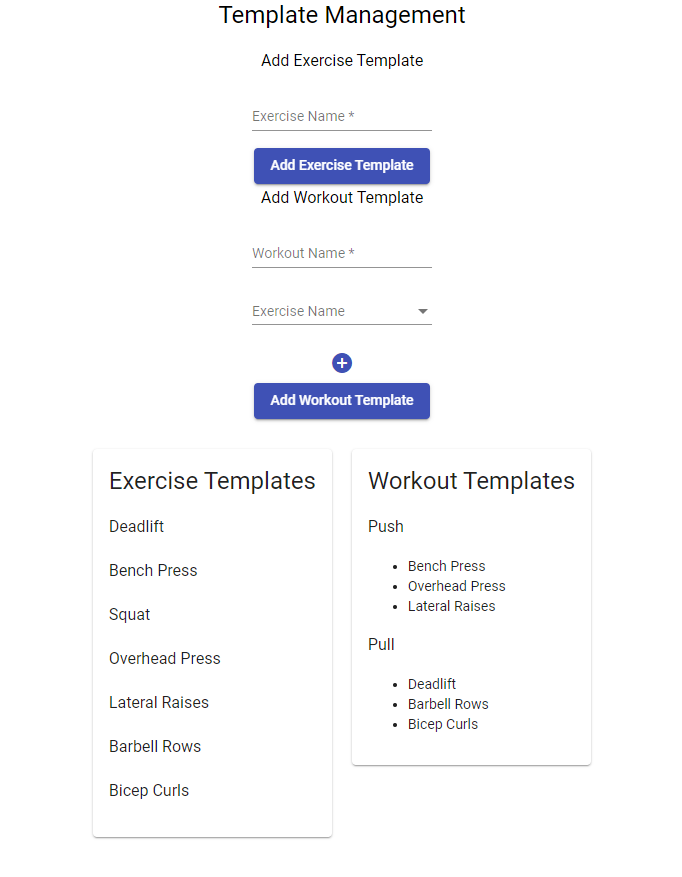 Template Management
Add Exercise Template
Exercise Name *
Add Exercise Template
Add Workout Template
Workout Name *
Exercise Name
Add Workout Template
Exercise Templates
Deadlift
Bench Press
Squat
Overhead Press
Lateral Raises
Barbell Rows
Bicep Curls
Workout Templates
Push
Bench Press
Overhead Press
Lateral Raises
Pull
Deadlift
Barbell Rows
Bicep Curls